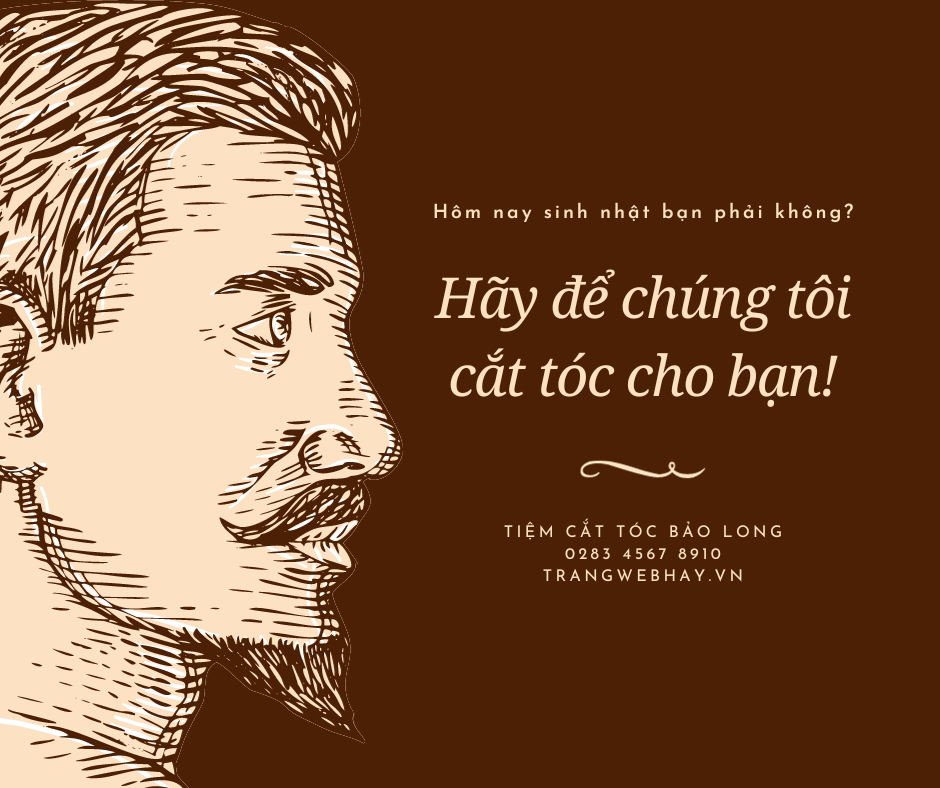 Hôm nay sinh nhật bạn phải không?
Hãy để chúng tôi
cắt tóc cho bạn!
TIỆM CẮT TÓC BẢO LONG
0283 4567 8910
TRANGWEBHAY.VN